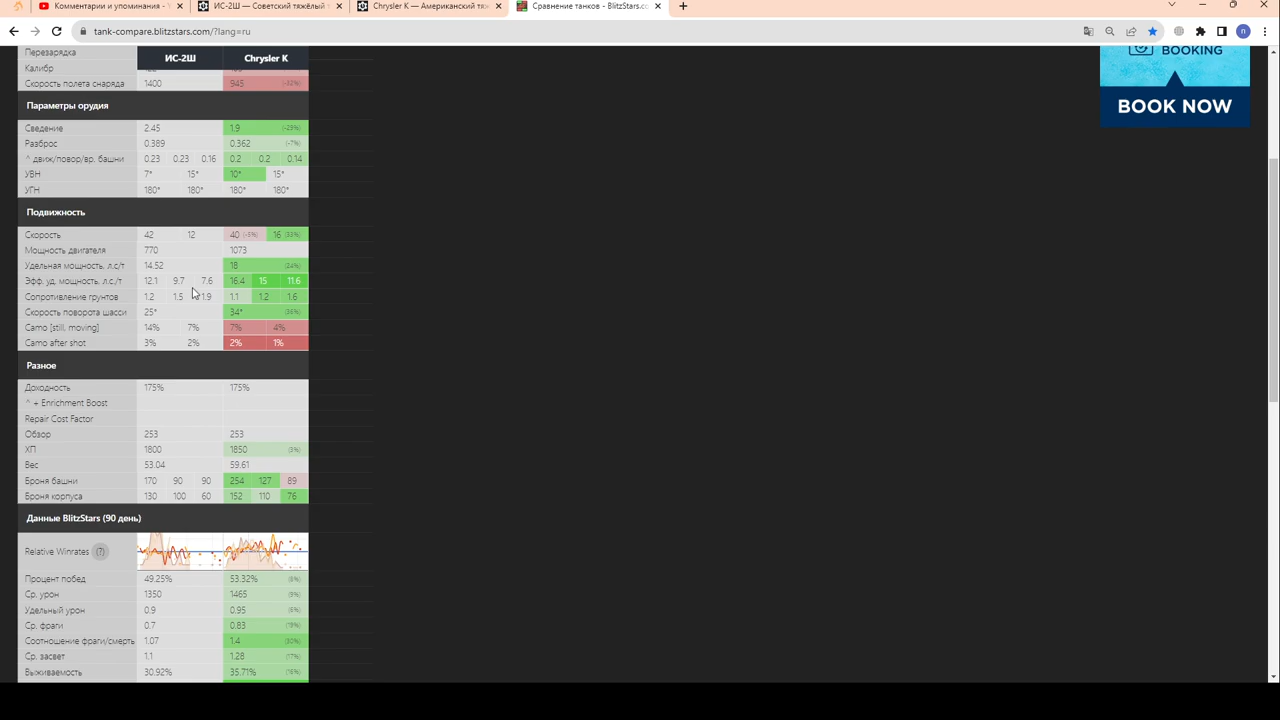 Комментарии и упоминания -
ИС-2Ш — Советский тяжёлый
Chrysler K — Американский тяж
Сравнение танков - BlitzStars.co
tank-compare.blitzstars.com/?lang=ru
п
BOOKING
BOOK NOW
Перезарядка
ИС-2Ш Chrysler K
Калибр
Скорость полета снаряда 1400 945 (-32%)
Параметры орудия
Сведение 2.45 1.9
Разброс 0.389 0.362 (-7%)
^ движ/повор/вр. башни 0.23 0.23 0.16 0.2 0.2 0.14
УВН 7° 15° 10° 15°
УГН 180° 180° 180° 180°
Подвижность
Скорость 42 12 40 (-5%) 16 (33%)
Мощность двигателя 770 1073
Удельная мощность, л.с/т 14.52 18 (24%)
Эфф. уд. мощность, л.с./т 12.1 9.7 7.6 16.4 15 11.6
Сопротивление грунтов 1.2 1.5 1.9 1.1 1.2 1.6
Скорость поворота шасси 25° 34° (36%)
Camo [still, moving] 14% 7% 7% 4%
Camo after shot 3% 2% 2% 1%
Разное
Доходность 175% 175%
^ + Enrichment Boost
Repair Cost Factor
Обзор 253 253
ХП 1800 1850 (3%)
Вес 53.04 59.61
Броня башни 170 90 90 254 127 89
Броня корпуса 130 100 60 152 110 76
Данные BlitzStars (90 день)
Relative Winrates (?)
Процент побед 49.25% 53.32% (8%)
Ср. урон 1350 1465 (9%)
Удельный урон 0.9 0.95
Ср. фраги 0.7 0.83
Соотношение фраги/смерть 1.07 1.4
Ср. засвет 1.1 1.28
Выживаемость 30.92% 35.71%